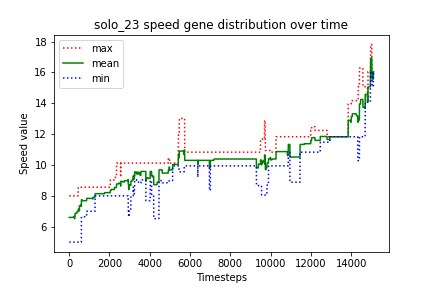 solo_23 speed gene distribution over time
max
mean
min
Speed value
18
16
14
12
10
8
6
0
2000
4000
6000
8000
10000
12000
14000
Timesteps